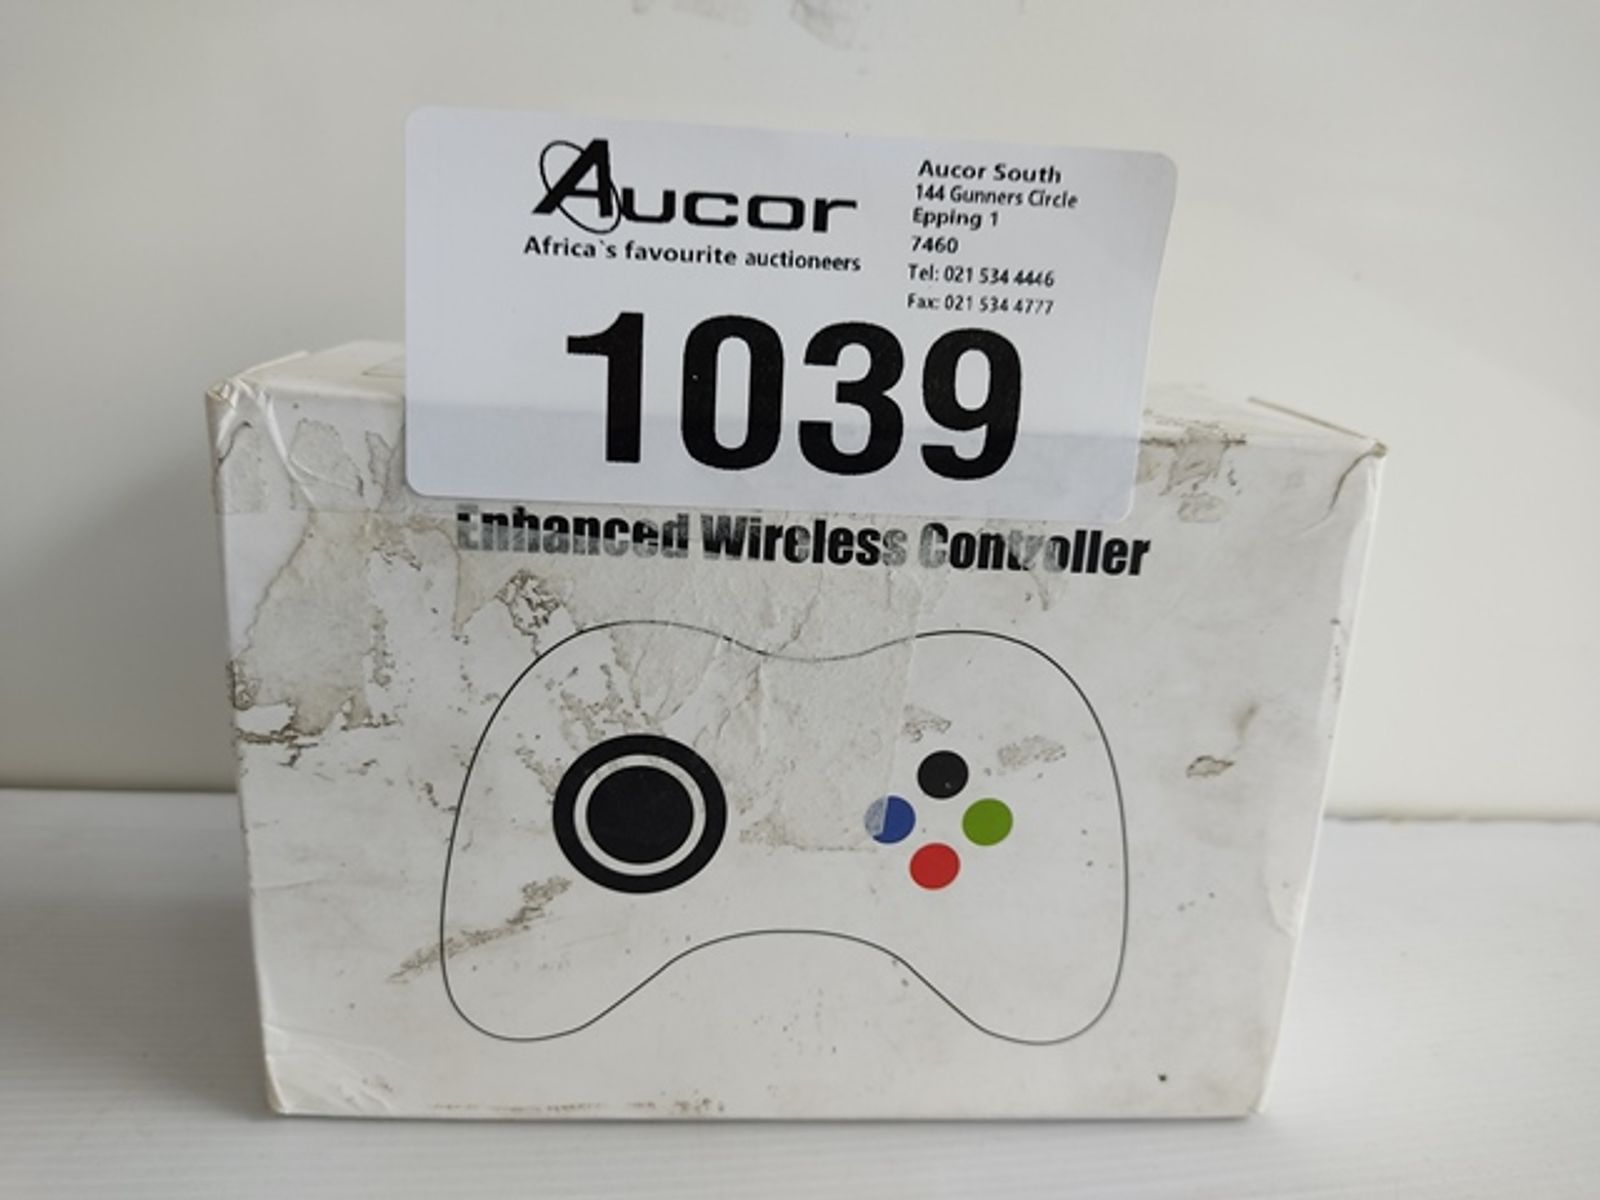 Aucor
Africa`s favourite auctioneers
Aucor South
144 Gunners Circle
Epping 1
7460
Tel: 021 534 4446
Fax: 021 534 4777
1039
Enhanced Wireless Controller